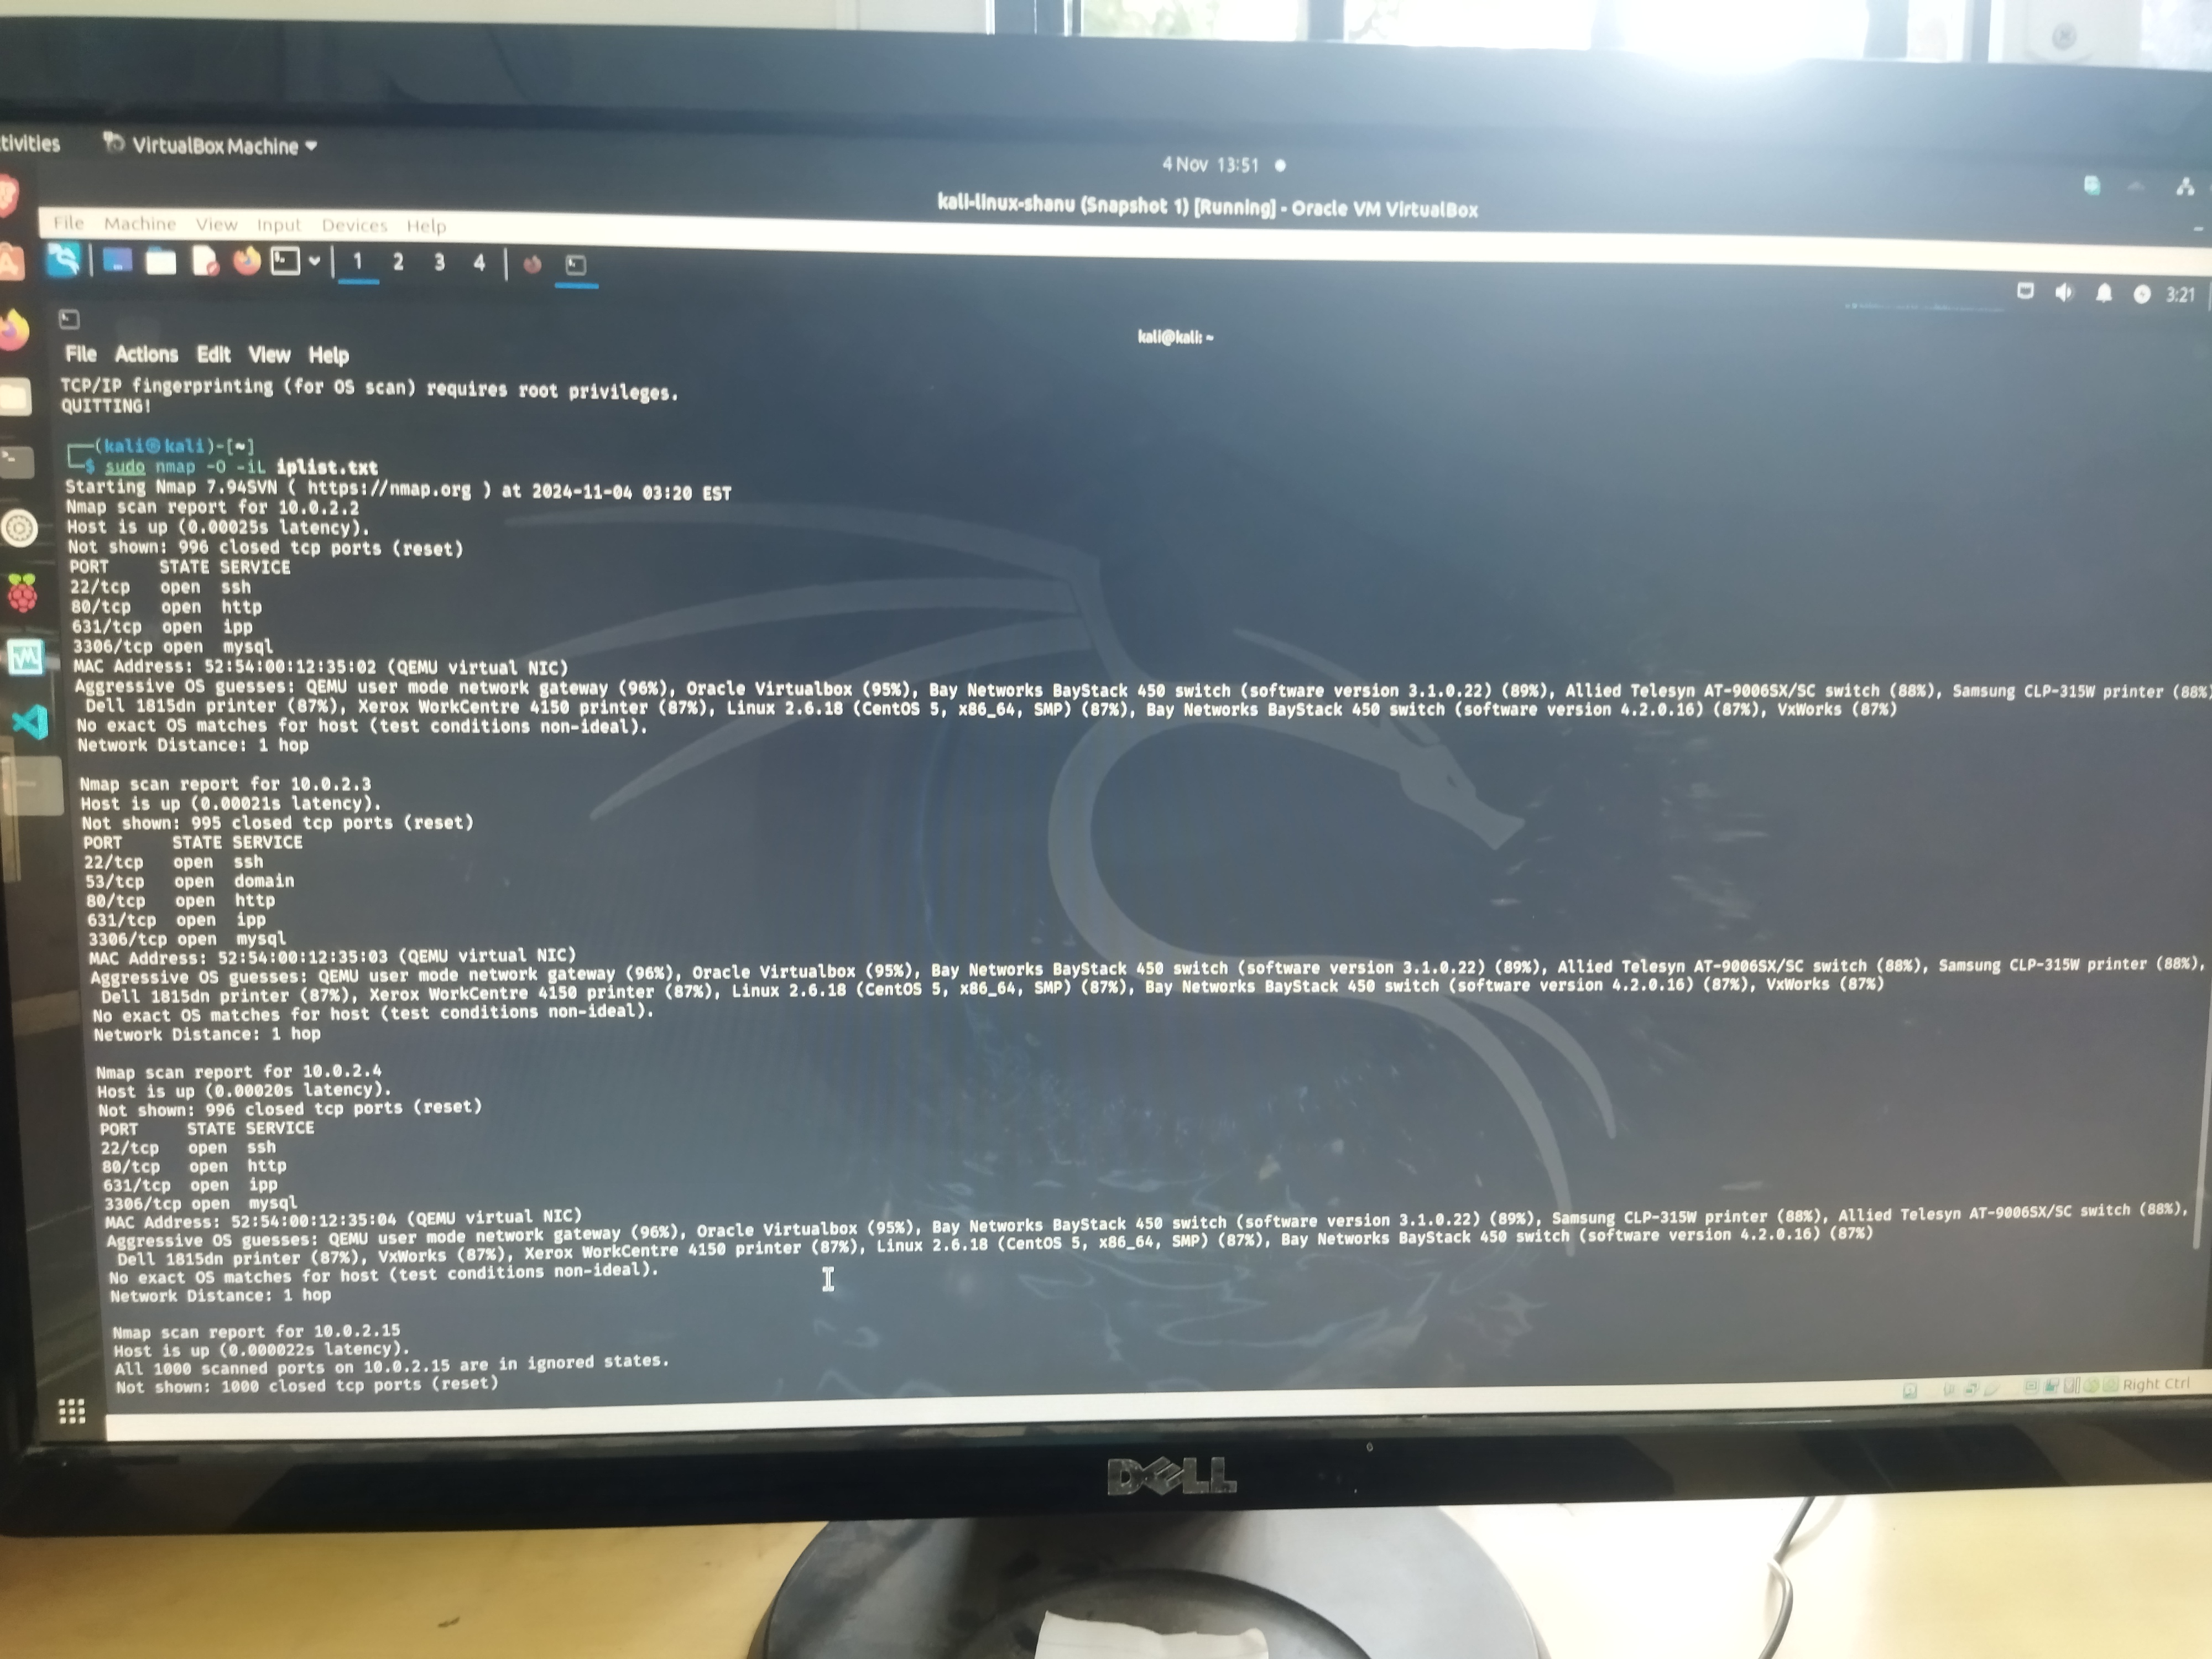 tivities
VirtualBox Machine
4 Nov 13:51
kali-linux-shanu (Snapshot 1) [Running] - Oracle VM VirtualBox
File Machine View Input Devices Help
1 2 3 4
3:21
kali@kali: ~
File Actions Edit View Help
TCP/IP fingerprinting (for OS scan) requires root privileges.
QUITTING!
(kali㉿kali)-[~]
$ sudo nmap -O -iL iplist.txt
Starting Nmap 7.94SVN ( https://nmap.org ) at 2024-11-04 03:20 EST
Nmap scan report for 10.0.2.2
Host is up (0.00025s latency).
Not shown: 996 closed tcp ports (reset)
PORT STATE SERVICE
22/tcp open ssh
80/tcp open http
631/tcp open ipp
3306/tcp open mysql
MAC Address: 52:54:00:12:35:02 (QEMU virtual NIC)
Aggressive OS guesses: QEMU user mode network gateway (96%), Oracle Virtualbox (95%), Bay Networks BayStack 450 switch (software version 3.1.0.22) (89%), Allied Telesyn AT-9006SX/SC switch (88%), Samsung CLP-315W printer (88%)
Dell 1815dn printer (87%), Xerox WorkCentre 4150 printer (87%), Linux 2.6.18 (CentOS 5, x86_64, SMP) (87%), Bay Networks BayStack 450 switch (software version 4.2.0.16) (87%), VxWorks (87%)
No exact OS matches for host (test conditions non-ideal).
Network Distance: 1 hop
Nmap scan report for 10.0.2.3
Host is up (0.00021s latency).
Not shown: 995 closed tcp ports (reset)
PORT STATE SERVICE
22/tcp open ssh
53/tcp open domain
80/tcp open http
631/tcp open ipp
3306/tcp open mysql
MAC Address: 52:54:00:12:35:03 (QEMU virtual NIC)
Aggressive OS guesses: QEMU user mode network gateway (96%), Oracle Virtualbox (95%), Bay Networks BayStack 450 switch (software version 3.1.0.22) (89%), Allied Telesyn AT-9006SX/SC switch (88%), Samsung CLP-315W printer (88%),
Dell 1815dn printer (87%), Xerox WorkCentre 4150 printer (87%), Linux 2.6.18 (CentOS 5, x86_64, SMP) (87%), Bay Networks BayStack 450 switch (software version 4.2.0.16) (87%), VxWorks (87%)
No exact OS matches for host (test conditions non-ideal).
Network Distance: 1 hop
Nmap scan report for 10.0.2.4
Host is up (0.00020s latency).
Not shown: 996 closed tcp ports (reset)
PORT STATE SERVICE
22/tcp open ssh
80/tcp open http
631/tcp open ipp
3306/tcp open mysql
MAC Address: 52:54:00:12:35:04 (QEMU virtual NIC)
Aggressive OS guesses: QEMU user mode network gateway (96%), Oracle Virtualbox (95%), Bay Networks BayStack 450 switch (software version 3.1.0.22) (89%), Samsung CLP-315W printer (88%), Allied Telesyn AT-9006SX/SC switch (88%),
Dell 1815dn printer (87%), VxWorks (87%), Xerox WorkCentre 4150 printer (87%), Linux 2.6.18 (CentOS 5, x86_64, SMP) (87%), Bay Networks BayStack 450 switch (software version 4.2.0.16) (87%)
No exact OS matches for host (test conditions non-ideal).
Network Distance: 1 hop
Nmap scan report for 10.0.2.15
Host is up (0.000022s latency).
All 1000 scanned ports on 10.0.2.15 are in ignored states.
Not shown: 1000 closed tcp ports (reset)
Right Ctrl
DELL